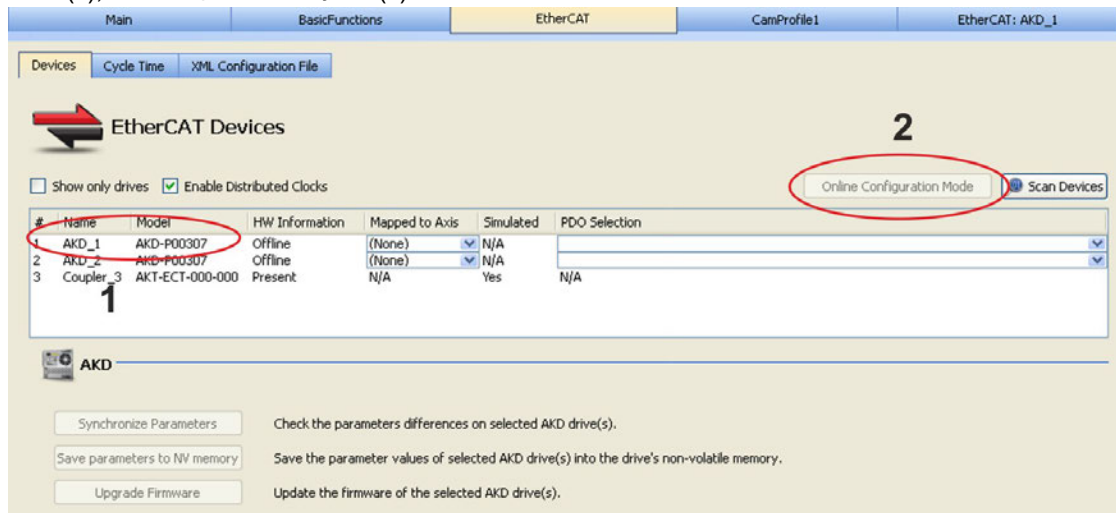 Main BasicFunctions EtherCAT CamProfile1 EtherCAT: AKD_1
Devices Cycle Time XML Configuration File
EtherCAT Devices
2
Show only drives Enable Distributed Clocks Online Configuration Mode Scan Devices
# Name Model HW Information Mapped to Axis Simulated PDO Selection
1 AKD_1 AKD-P00307 Offline (None) N/A
2 AKD_2 AKD-P00307 Offline (None) N/A
3 Coupler_3 AKT-ECT-000-000 Present N/A Yes N/A
1
AKD
Synchronize Parameters Check the parameters differences on selected AKD drive(s).
Save parameters to NV memory Save the parameter values of selected AKD drive(s) into the drive's non-volatile memory.
Upgrade Firmware Update the firmware of the selected AKD drive(s).